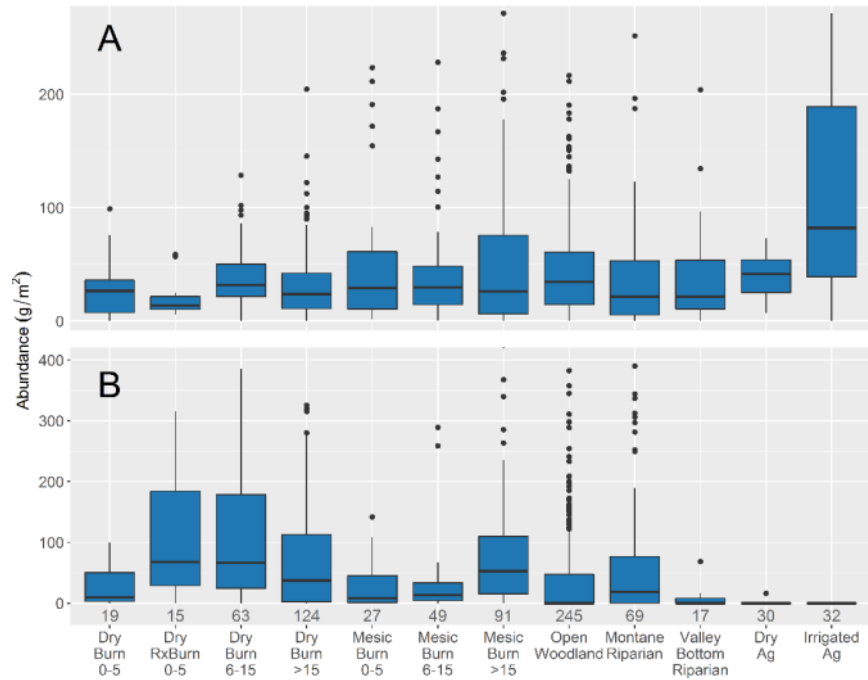 A
200
100
0
Abundance (g/m²)
B
400
300
200
100
0
19 15 63 124 27 49 91 245 69 17 30 32
Dry Dry Dry Dry Mesic Mesic Mesic Open Montane Valley Dry Irrigated
Burn RxBurn Burn Burn Burn Burn Burn Woodland Riparian Bottom Ag Ag
0-5 0-5 6-15 >15 0-5 6-15 >15 Riparian